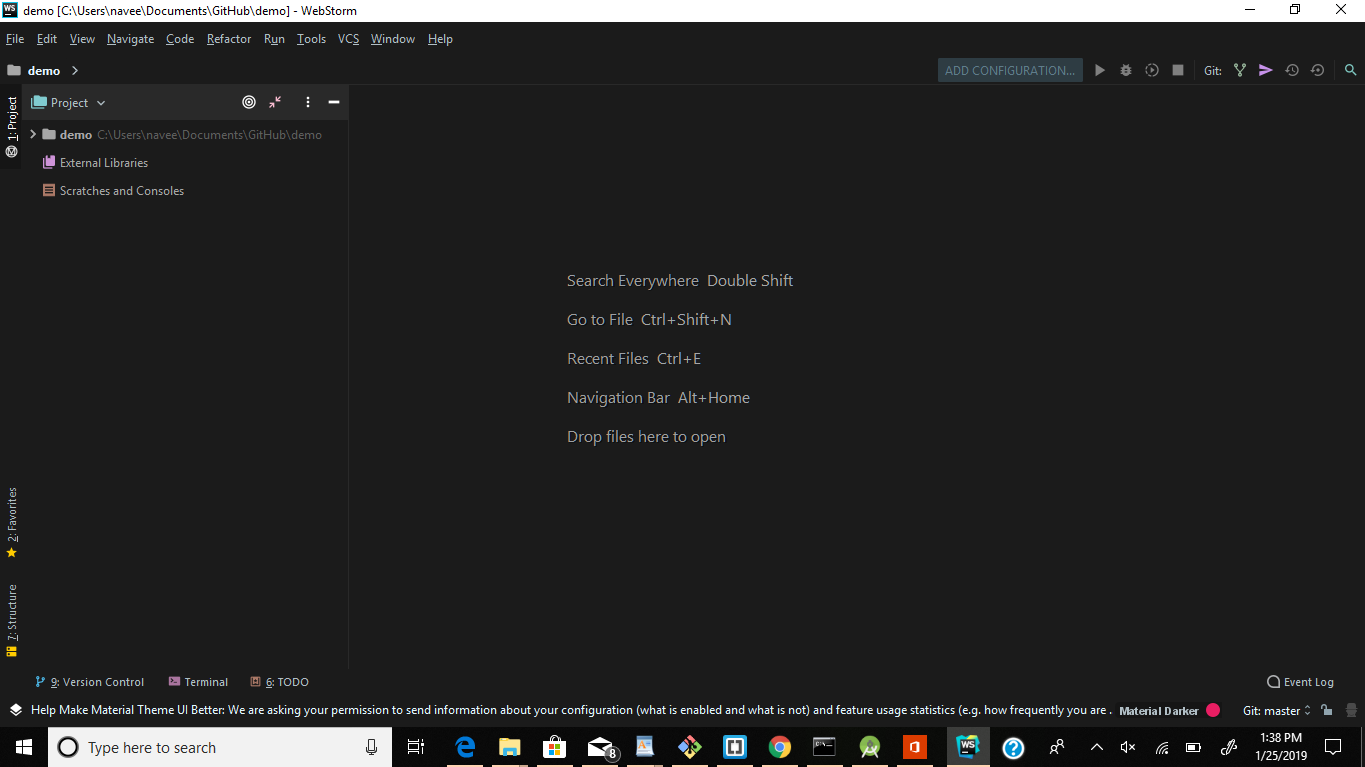 WS demo [C:\Users\navee\Documents\GitHub\demo] - WebStorm
File Edit View Navigate Code Refactor Run Tools VCS Window Help
demo ADD CONFIGURATION... Git:
1: Project
Project
demo C:\Users\navee\Documents\GitHub\demo
External Libraries
Scratches and Consoles
Search Everywhere Double Shift
Go to File Ctrl+Shift+N
Recent Files Ctrl+E
Navigation Bar Alt+Home
Drop files here to open
2: Favorites
7: Structure
9: Version Control Terminal 6: TODO Event Log
Help Make Material Theme UI Better: We are asking your permission to send information about your configuration (what is enabled and what is not) and feature usage statistics (e.g. how frequently you are . Material Darker Git: master
Type here to search 8 WS 1:38 PM
1/25/2019